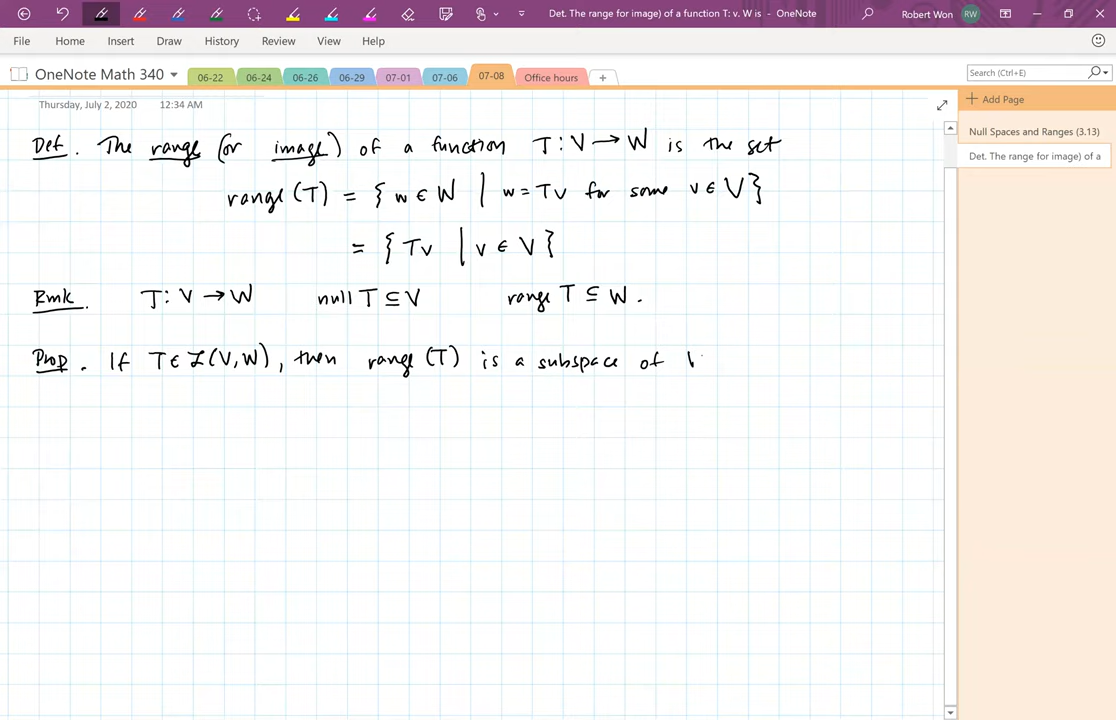 Det. The range for image) of a function T: v. W is - OneNote
Robert Won
RW
File Home Insert Draw History Review View Help
OneNote Math 340
06-22 06-24 06-26 06-29 07-01 07-06 07-08 Office hours +
Search (Ctrl+E)
Thursday, July 2, 2020 12:34 AM
Add Page
Null Spaces and Ranges (3.13)
Det. The range for image) of a
Def. The range (or image) of a function T: V → W is the set
range (T) = { w ∈ W | w = Tv for some v ∈ V }
= { Tv | v ∈ V }
Rmk. T: V → W null T ⊆ V range T ⊆ W.
Prop. If T ∈ ℒ(V, W), then range (T) is a subspace of